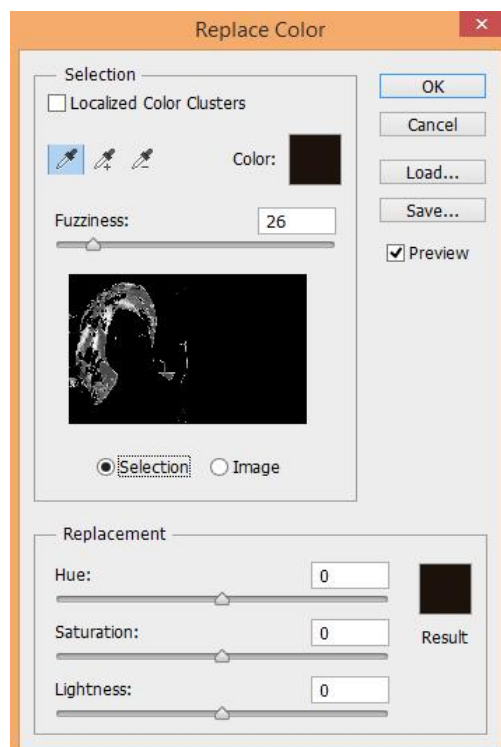 Replace Color
Selection
Localized Color Clusters
Color:
Fuzziness: 26
Selection Image
OK
Cancel
Load...
Save...
Preview
Replacement
Hue: 0
Saturation: 0
Result
Lightness: 0